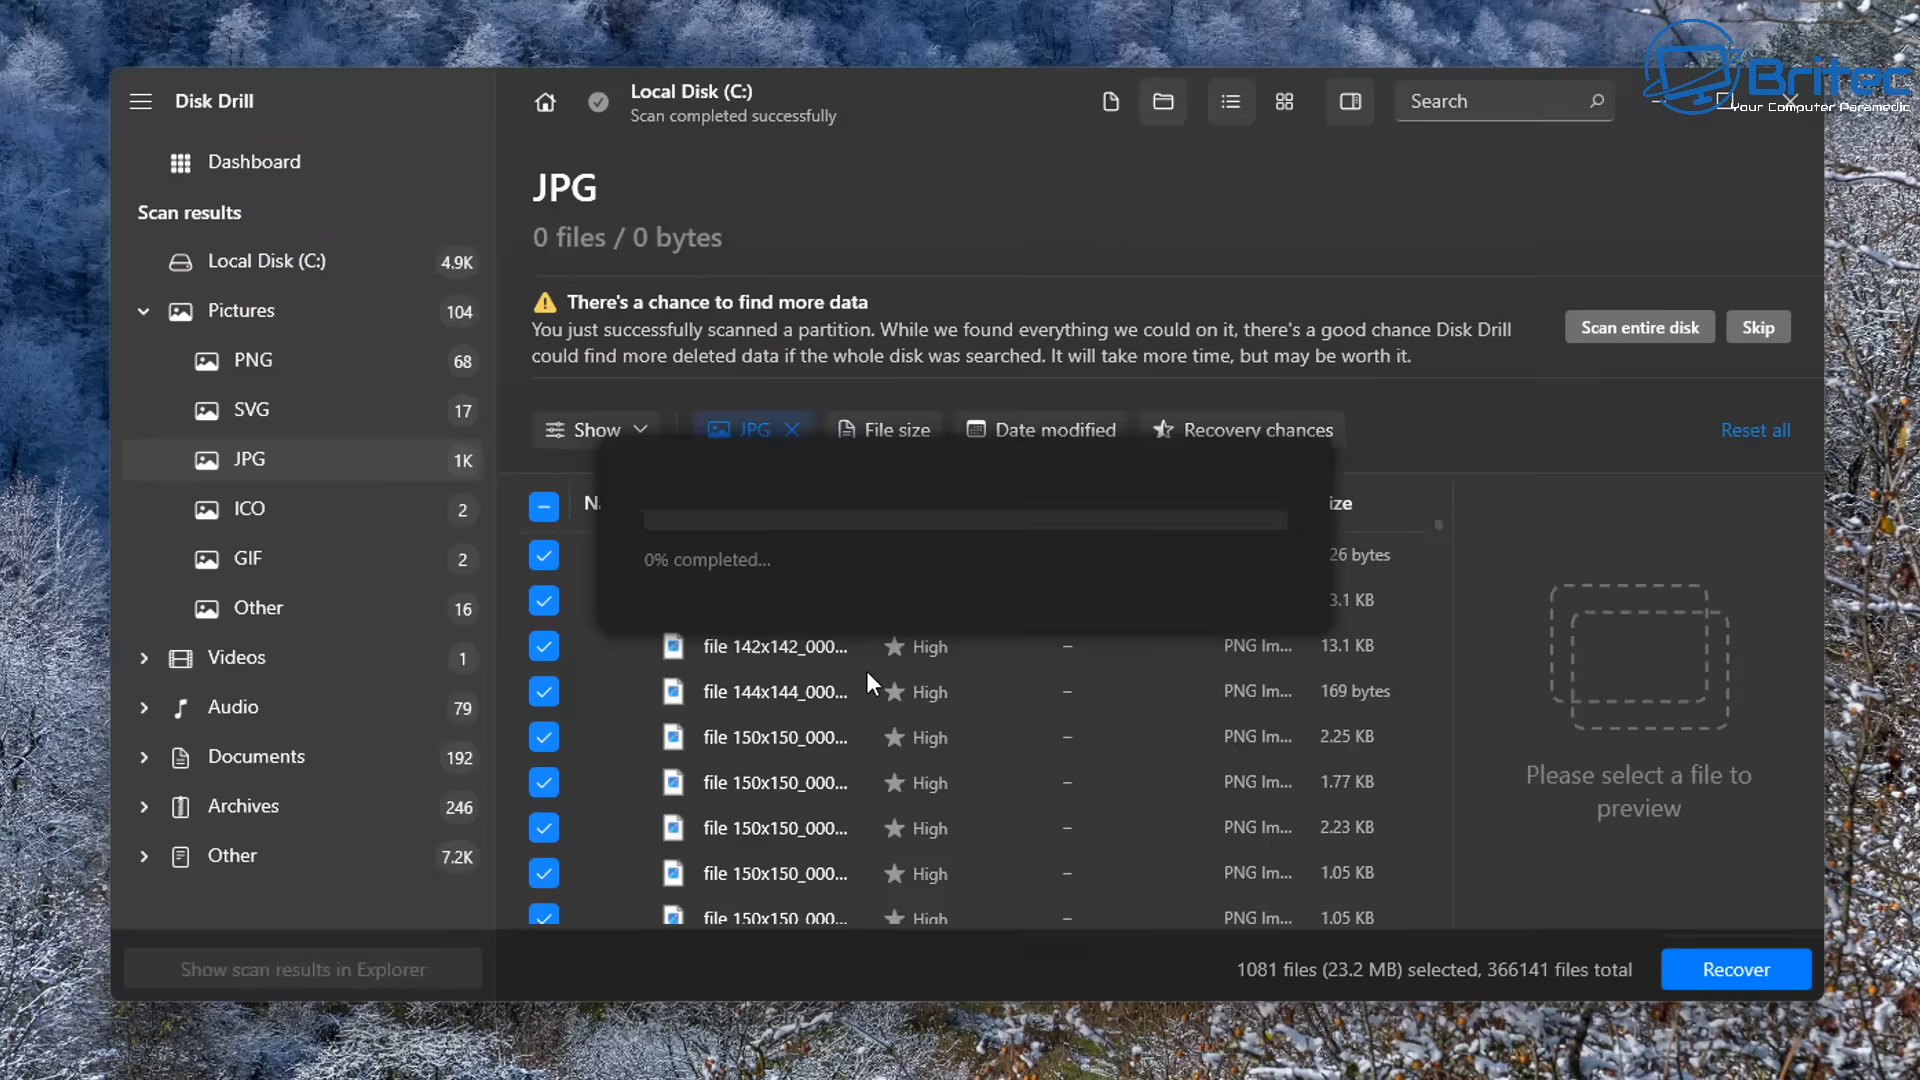 Britec
Your Computer Paramedic
Disk Drill
Dashboard
Scan results
Local Disk (C:) 4.9K
Pictures 104
PNG 68
SVG 17
JPG 1K
ICO 2
GIF 2
Other 16
Videos 1
Audio 79
Documents 192
Archives 246
Other 7.2K
Show scan results in Explorer
Local Disk (C:)
Scan completed successfully
Search
JPG
0 files / 0 bytes
There's a chance to find more data
You just successfully scanned a partition. While we found everything we could on it, there's a good chance Disk Drill
could find more deleted data if the whole disk was searched. It will take more time, but may be worth it.
Scan entire disk
Skip
Show JPG File size Date modified Recovery chances Reset all
0% completed...
26 bytes
3.1 KB
file 142x142_000... High – PNG Im... 13.1 KB
file 144x144_000... High – PNG Im... 169 bytes
file 150x150_000... High – PNG Im... 2.25 KB
file 150x150_000... High – PNG Im... 1.77 KB
file 150x150_000... High – PNG Im... 2.23 KB
file 150x150_000... High – PNG Im... 1.05 KB
file 150x150_000... High – PNG Im... 1.05 KB
Please select a file to
preview
1081 files (23.2 MB) selected, 366141 files total
Recover